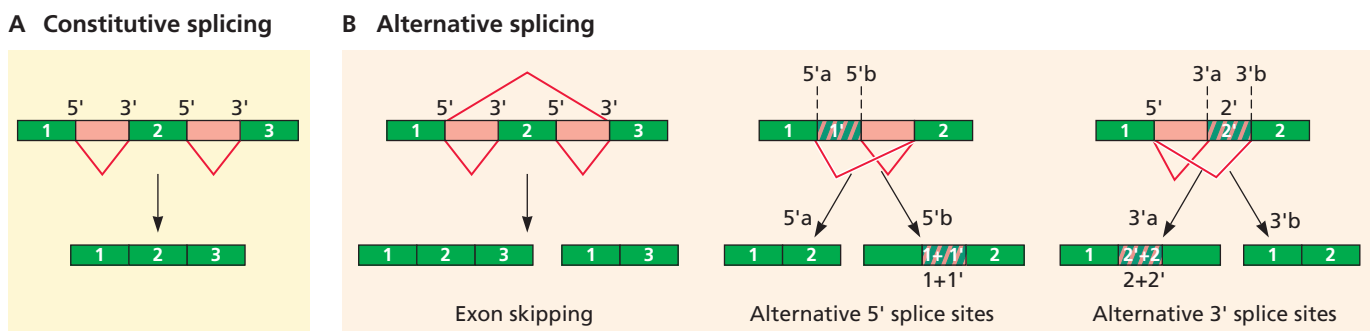 A Constitutive splicing
B Alternative splicing
5' 3' 5' 3'
1 2 3
1 2 3
5' 3' 5' 3'
1 2 3
1 2 3
1 3
Exon skipping
5'a 5'b
1 1' 2
5'a 5'b
1 2
1+ 1' 2
1+1'
Alternative 5' splice sites
3'a 3'b
5' 2'
1 2' 2
3'a 3'b
1 2'+2
2+2'
1 2
Alternative 3' splice sites